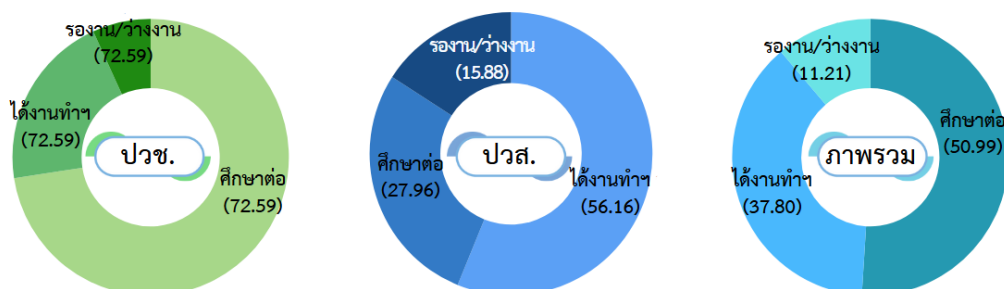 รองาน/ว่างงาน
(72.59)
ได้งานทำฯ
(72.59)
ปวช.
ศึกษาต่อ
(72.59)
รองาน/ว่างงาน
(15.88)
ศึกษาต่อ
(27.96)
ปวส.
ได้งานทำฯ
(56.16)
รองาน/ว่างงาน
(11.21)
ศึกษาต่อ
(50.99)
ภาพรวม
ได้งานทำฯ
(37.80)